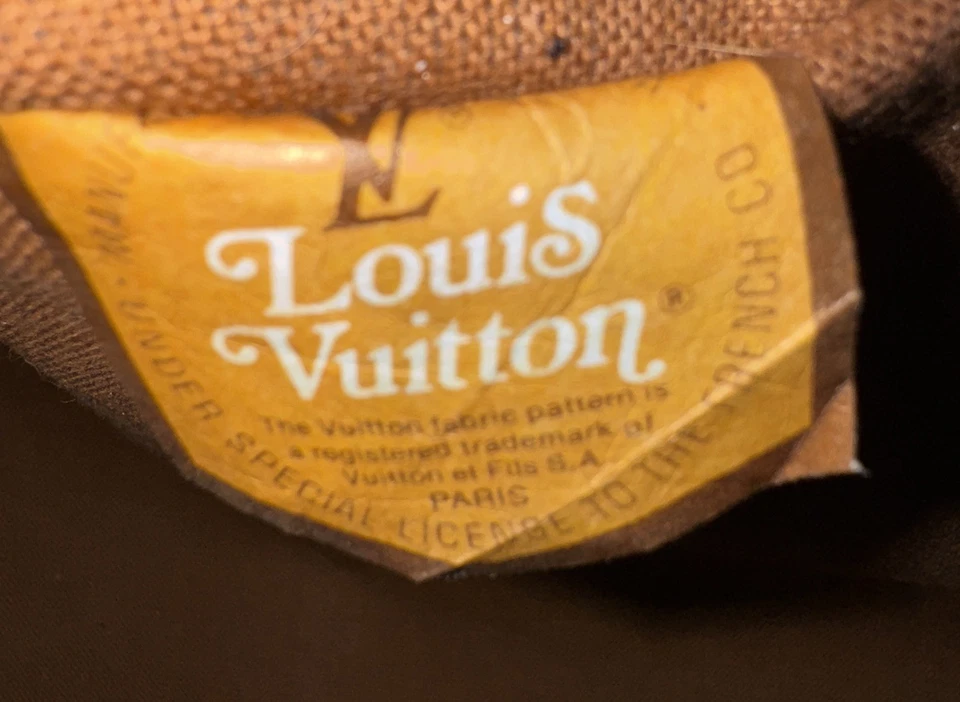 LV
Louis
Vuitton®
The Vuitton fabric pattern is
a registered trademark of
Vuitton et Fils S.A.
PARIS
UNDER SPECIAL LICENSE TO THE FRENCH CO